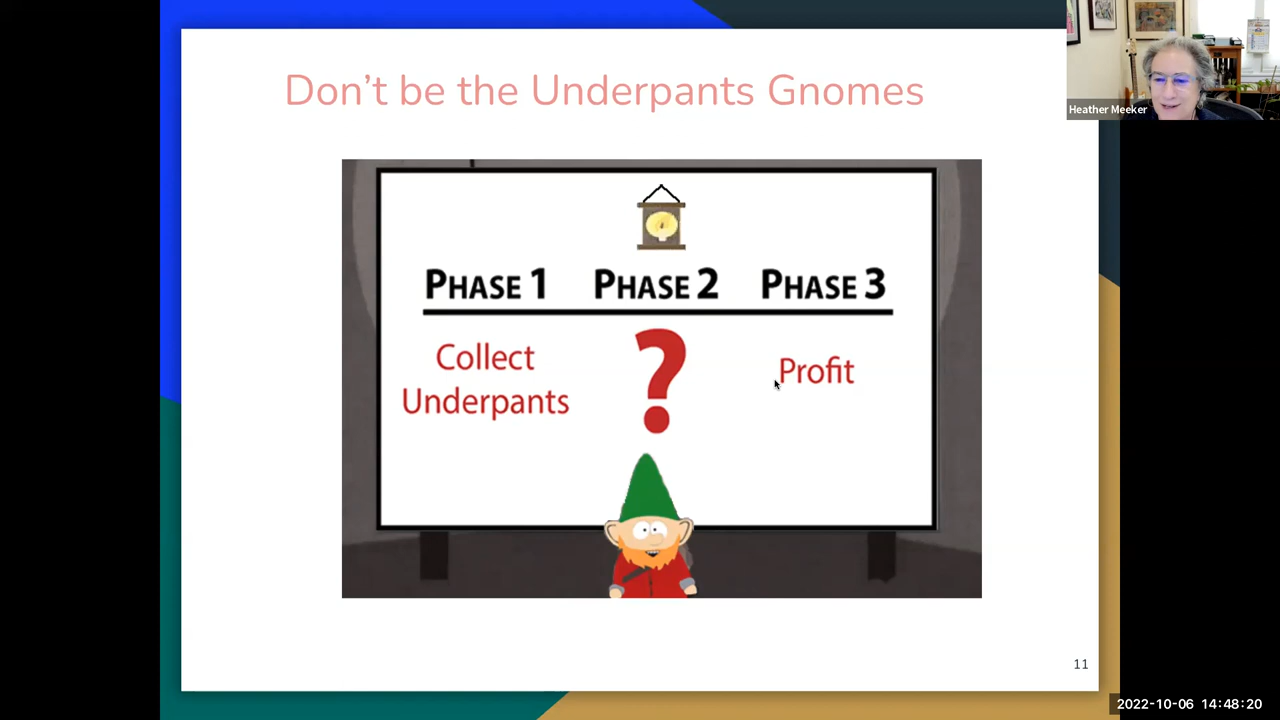 Don't be the Underpants Gnomes
Heather Meeker
PHASE 1 PHASE 2 PHASE 3
Collect
Underpants
?
Profit
11
2022-10-06 14:48:20